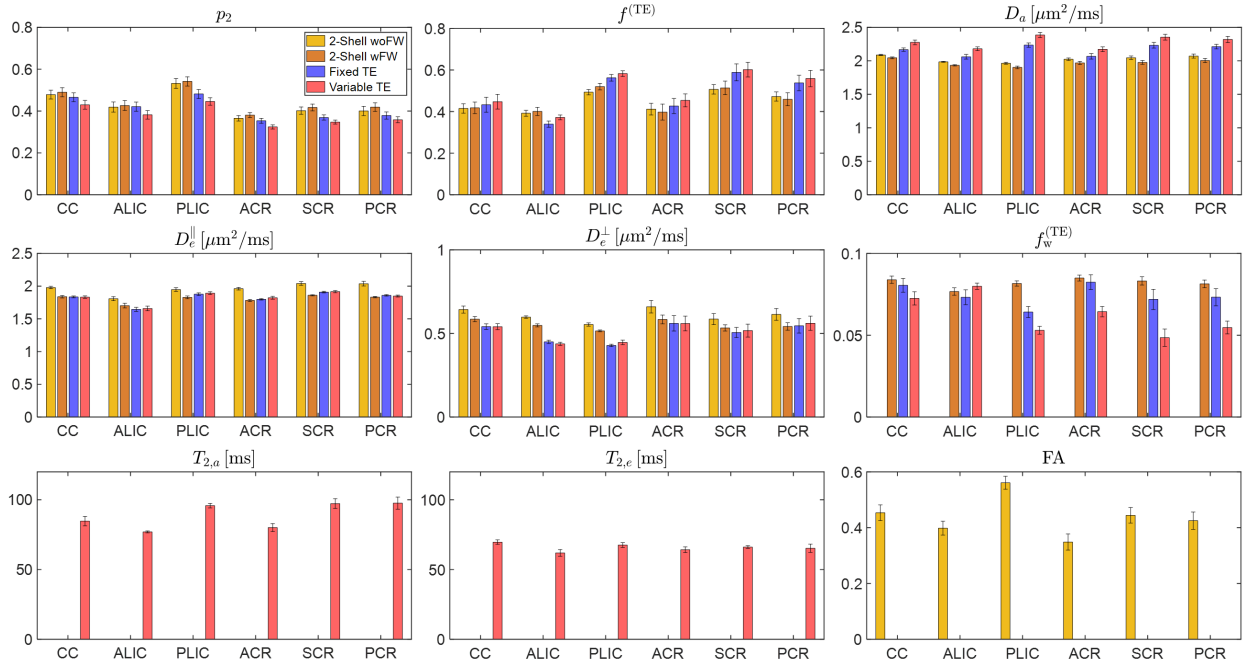 p₂
0.8
0.6
0.4
0.2
0
2-Shell woFW
2-Shell wFW
Fixed TE
Variable TE
CC ALIC PLIC ACR SCR PCR
f^(TE)
0.8
0.6
0.4
0.2
0
CC ALIC PLIC ACR SCR PCR
D_a [μm²/ms]
2.5
2
1.5
1
0.5
0
CC ALIC PLIC ACR SCR PCR
D_e^∥ [μm²/ms]
2.5
2
1.5
1
0.5
0
CC ALIC PLIC ACR SCR PCR
D_e^⊥ [μm²/ms]
1
0.5
0
CC ALIC PLIC ACR SCR PCR
f_w^(TE)
0.1
0.05
0
CC ALIC PLIC ACR SCR PCR
T_2,a [ms]
100
50
0
CC ALIC PLIC ACR SCR PCR
T_2,e [ms]
100
50
0
CC ALIC PLIC ACR SCR PCR
FA
0.6
0.4
0.2
0
CC ALIC PLIC ACR SCR PCR